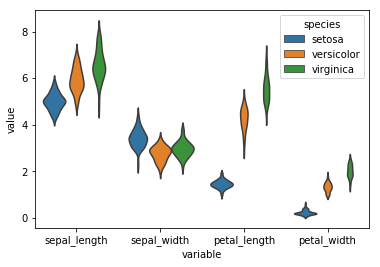 species
setosa
versicolor
virginica
value
8
6
4
2
0
sepal_length sepal_width petal_length petal_width
variable